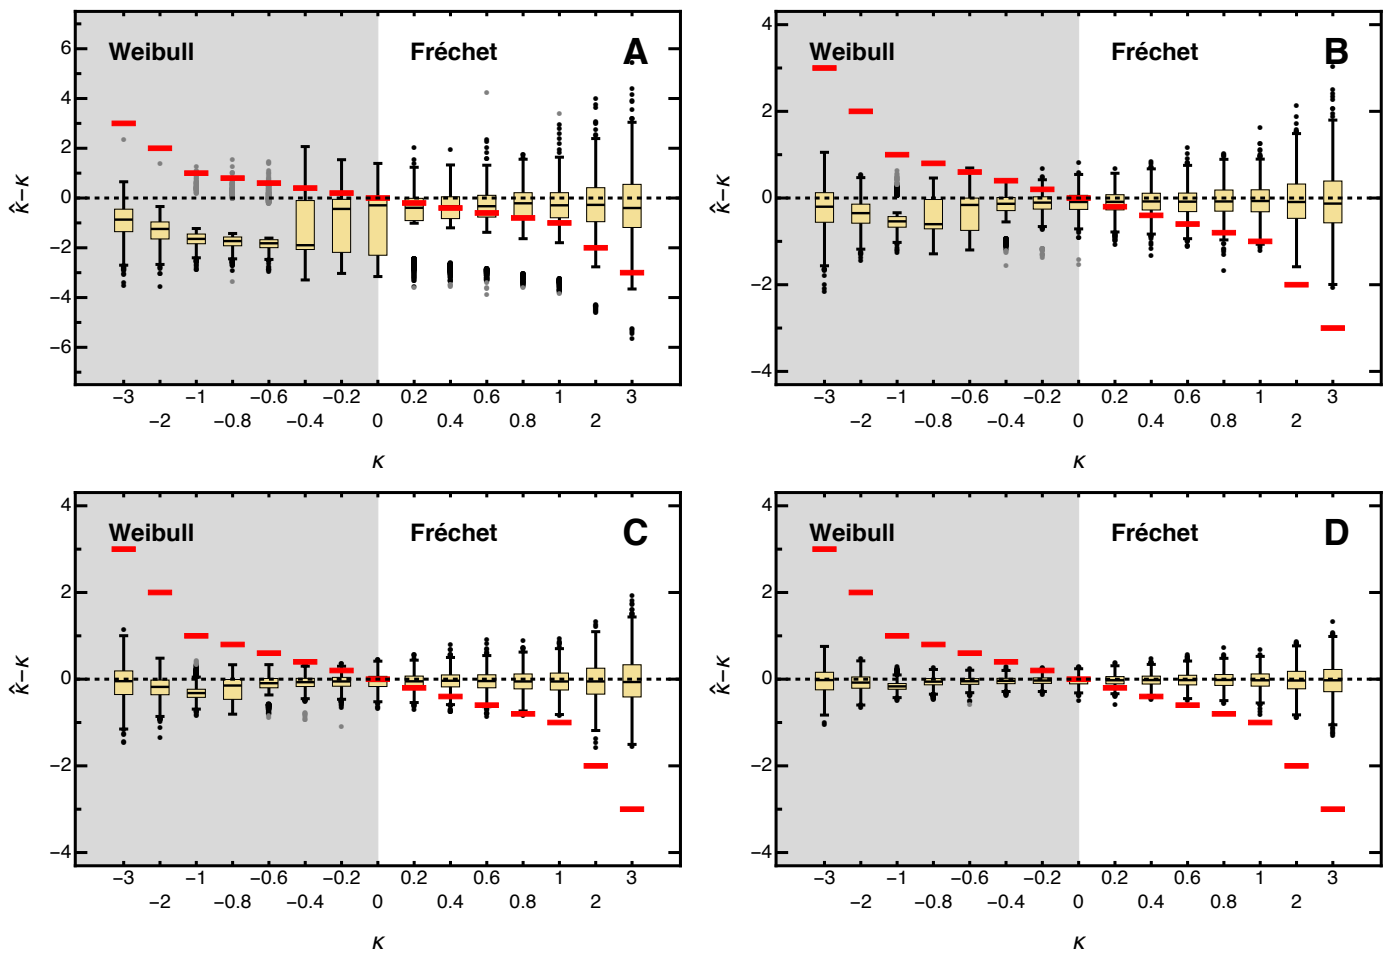 Weibull Fréchet A
6
4
2
0
−2
−4
−6
κ̂−κ
−3 −1 −0.6 −0.2 0.2 0.6 1 3
−2 −0.8 −0.4 0 0.4 0.8 2
κ
Weibull Fréchet B
4
2
0
−2
−4
κ̂−κ
−3 −1 −0.6 −0.2 0.2 0.6 1 3
−2 −0.8 −0.4 0 0.4 0.8 2
κ
Weibull Fréchet C
4
2
0
−2
−4
κ̂−κ
−3 −1 −0.6 −0.2 0.2 0.6 1 3
−2 −0.8 −0.4 0 0.4 0.8 2
κ
Weibull Fréchet D
4
2
0
−2
−4
κ̂−κ
−3 −1 −0.6 −0.2 0.2 0.6 1 3
−2 −0.8 −0.4 0 0.4 0.8 2
κ